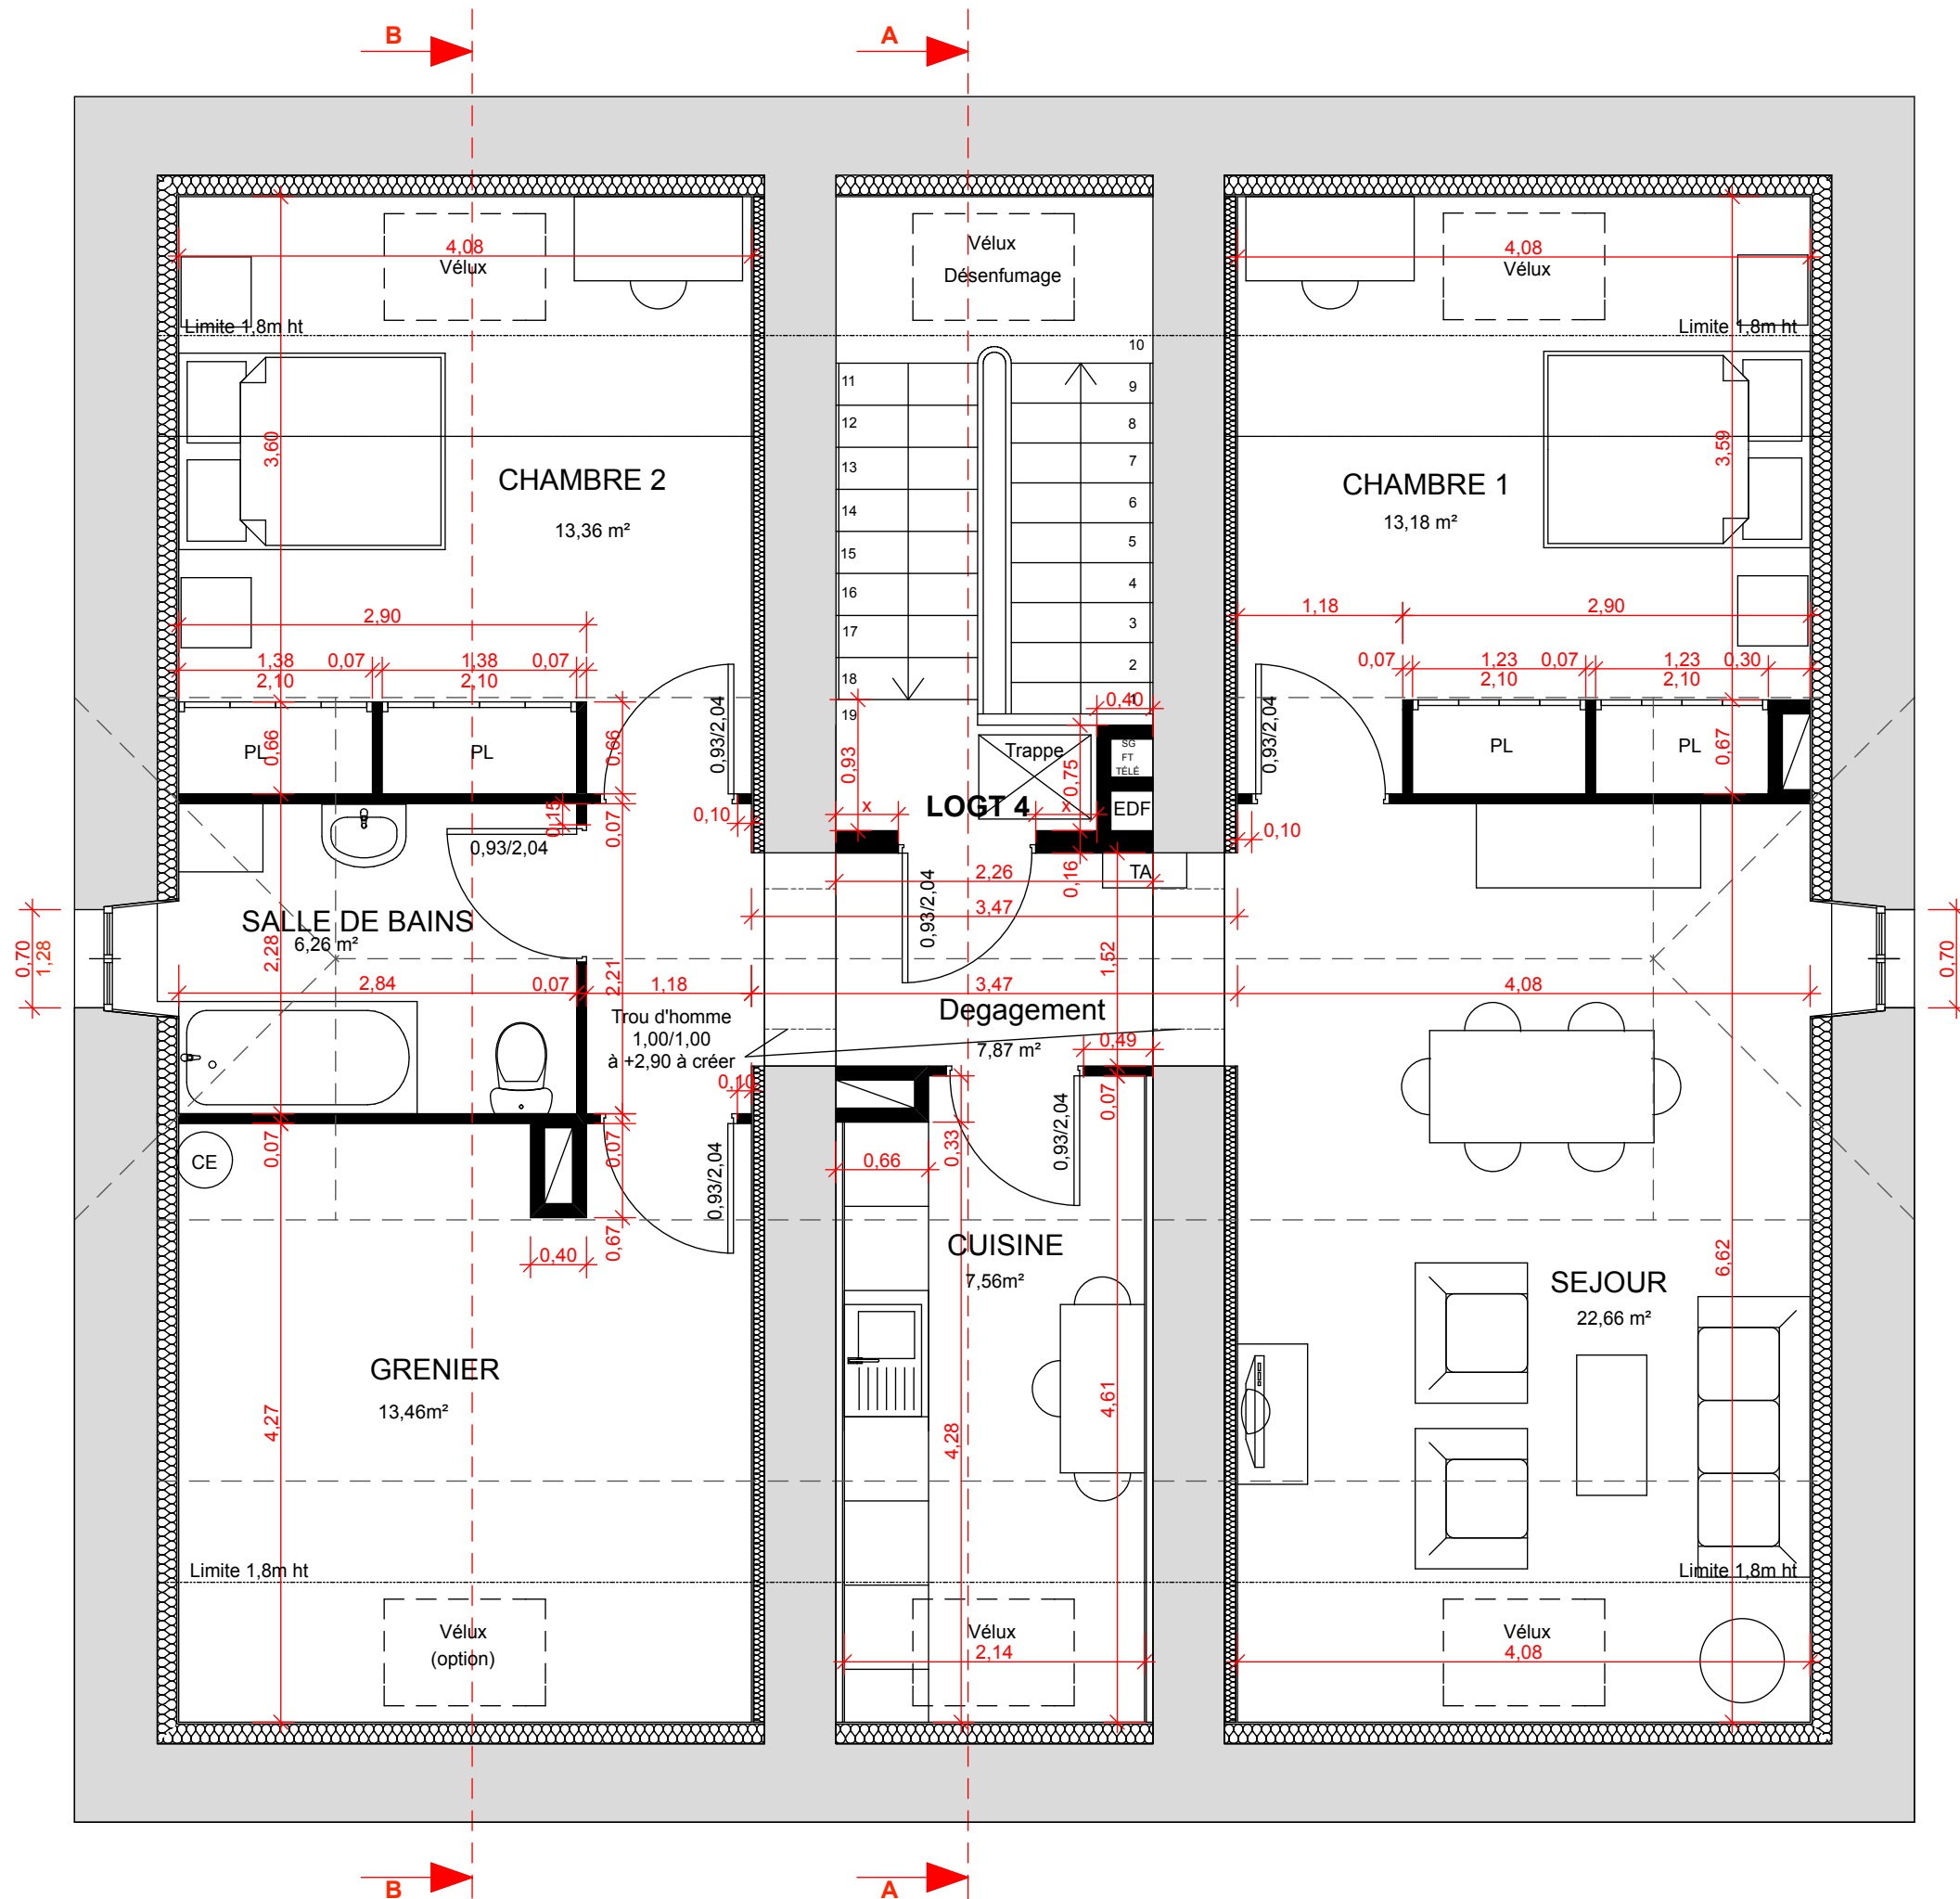 B
A
4,08
Vélux
Vélux
Désenfumage
4,08
Vélux
Limite 1,8m ht
Limite 1,8m ht
10
11
12
13
14
15
16
17
18
19
9
8
7
6
5
4
3
2
1
3,60
CHAMBRE 2
13,36 m²
3,59
CHAMBRE 1
13,18 m²
2,90
1,38
0,07
1,38
0,07
2,10
2,10
1,18
2,90
0,07
1,23
0,07
1,23
0,30
2,10
2,10
PL
0,66
PL
0,66
0,93/2,04
0,93
0,40
Trappe
0,75
SG
FT
TÉLÉ
EDF
0,93/2,04
PL
PL
0,67
0,15
0,07
0,10
x
LOGT 4
x
0,10
0,93/2,04
2,26
0,16
TA
3,47
0,93/2,04
1,52
SALLE DE BAINS
6,26 m²
2,28
2,21
0,70
1,28
0,70
2,84
0,07
1,18
3,47
4,08
Trou d'homme
1,00/1,00
à +2,90 à créer
Degagement
7,87 m²
0,49
0,10
0,07
0,07
0,07
CE
0,93/2,04
0,66
0,33
0,93/2,04
0,40
0,67
CUISINE
7,56m²
6,62
SEJOUR
22,66 m²
GRENIER
13,46m²
4,27
4,28
4,61
Limite 1,8m ht
Limite 1,8m ht
Vélux
(option)
Vélux
2,14
Vélux
4,08
B
A